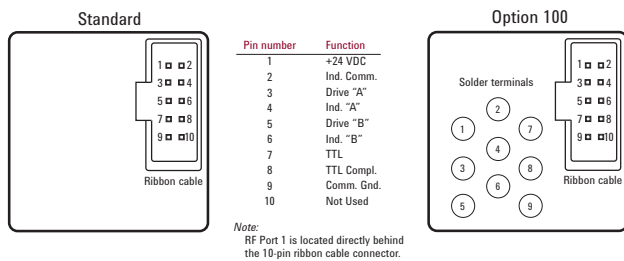 Standard
1 2
3 4
5 6
7 8
9 10
Ribbon cable
Pin number Function
1 +24 VDC
2 Ind. Comm.
3 Drive “A”
4 Ind. “A”
5 Drive “B”
6 Ind. “B”
7 TTL
8 TTL Compl.
9 Comm. Gnd.
10 Not Used
Note:
RF Port 1 is located directly behind
the 10-pin ribbon cable connector.
Option 100
Solder terminals
2
1 7
4
3 8
6
5 9
1 2
3 4
5 6
7 8
9 10
Ribbon cable